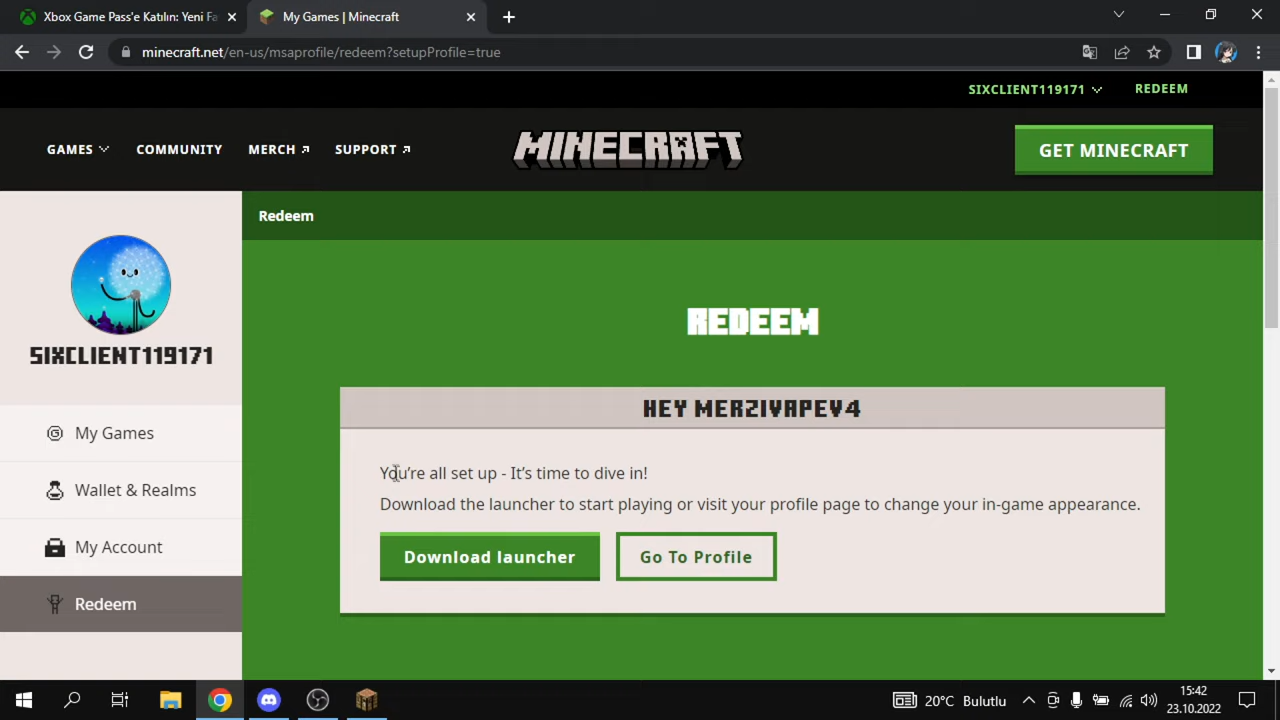 Xbox Game Pass'e Katılın: Yeni Fa
My Games | Minecraft
minecraft.net/en-us/msaprofile/redeem?setupProfile=true
SIXCLIENT119171 REDEEM
GAMES COMMUNITY MERCH SUPPORT MINECRAFT GET MINECRAFT
Redeem
REDEEM
SIXCLIENT119171
HEY MERZIVAPEV4
My Games
You're all set up - It's time to dive in!
Wallet & Realms
Download the launcher to start playing or visit your profile page to change your in-game appearance.
My Account
Download launcher Go To Profile
Redeem
20°C Bulutlu
15:42
23.10.2022